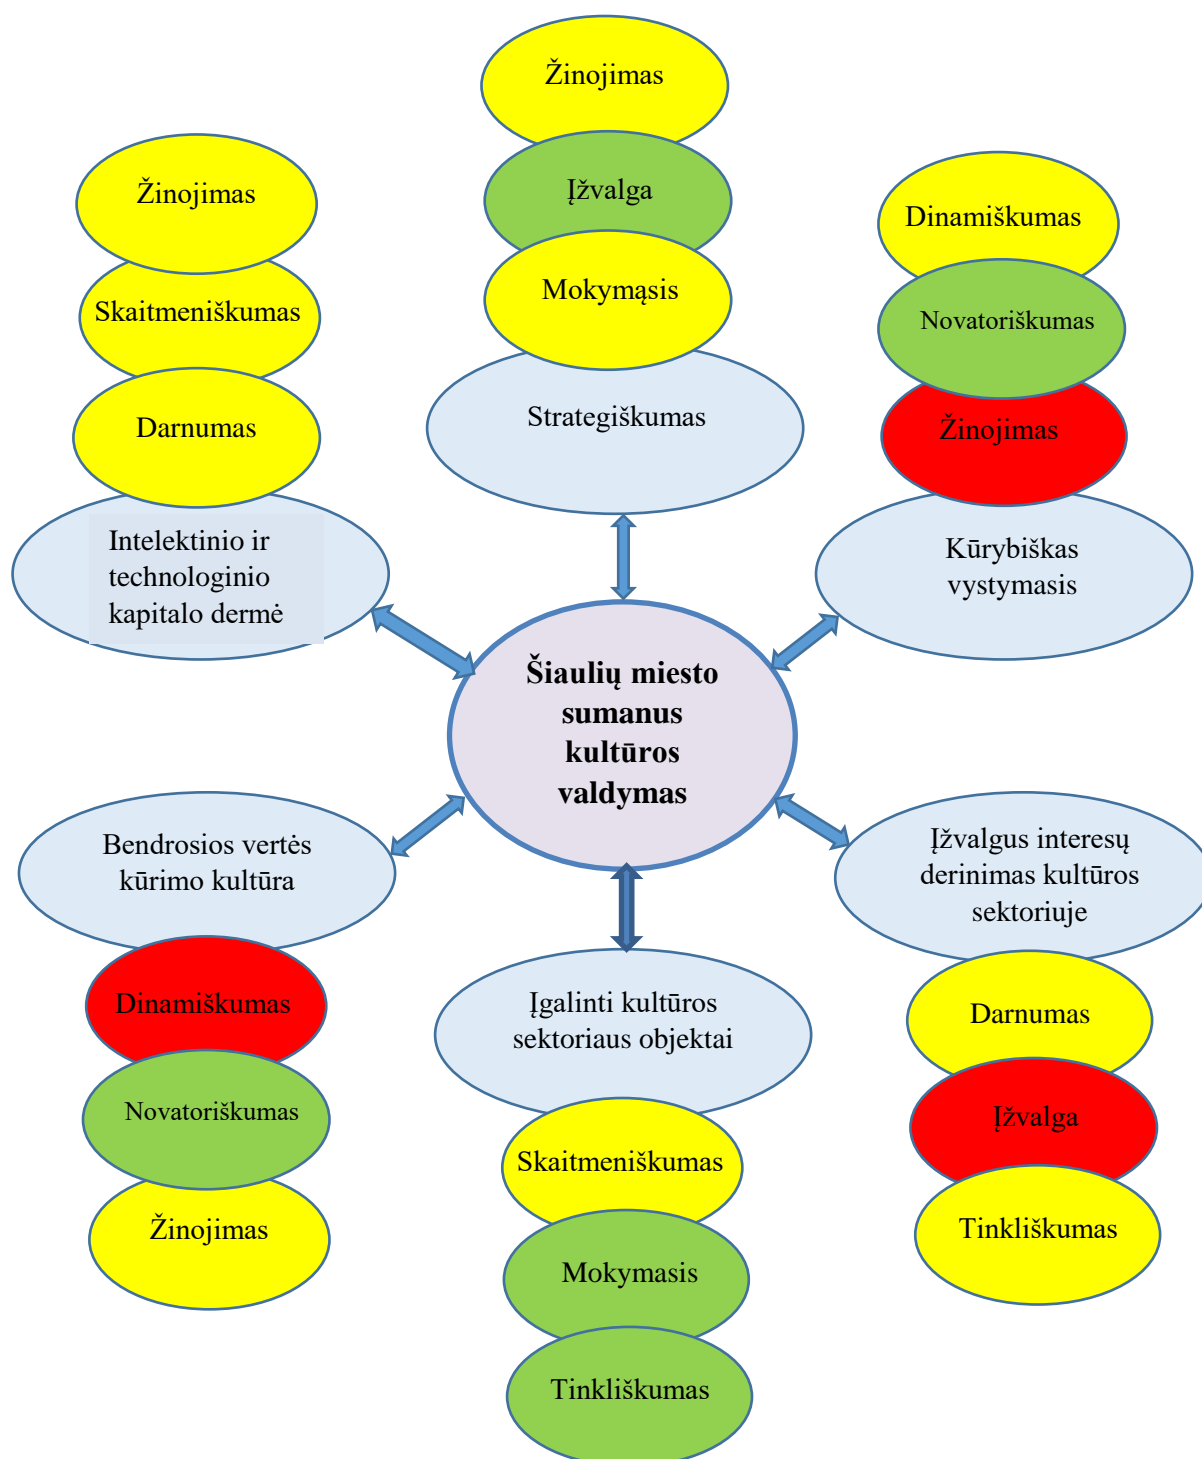 Žinojimas
Įžvalga
Mokymąsis
Strategiškumas
Žinojimas
Skaitmeniškumas
Darnumas
Intelektinio ir
technologinio
kapitalo dermė
Dinamiškumas
Novatoriškumas
Žinojimas
Kūrybiškas
vystymasis
Šiaulių miesto
sumanus
kultūros
valdymas
Bendrosios vertės
kūrimo kultūra
Dinamiškumas
Novatoriškumas
Žinojimas
Įgalinti kultūros
sektoriaus objektai
Skaitmeniškumas
Mokymasis
Tinkliškumas
Įžvalgus interesų
derinimas kultūros
sektoriuje
Darnumas
Įžvalga
Tinkliškumas